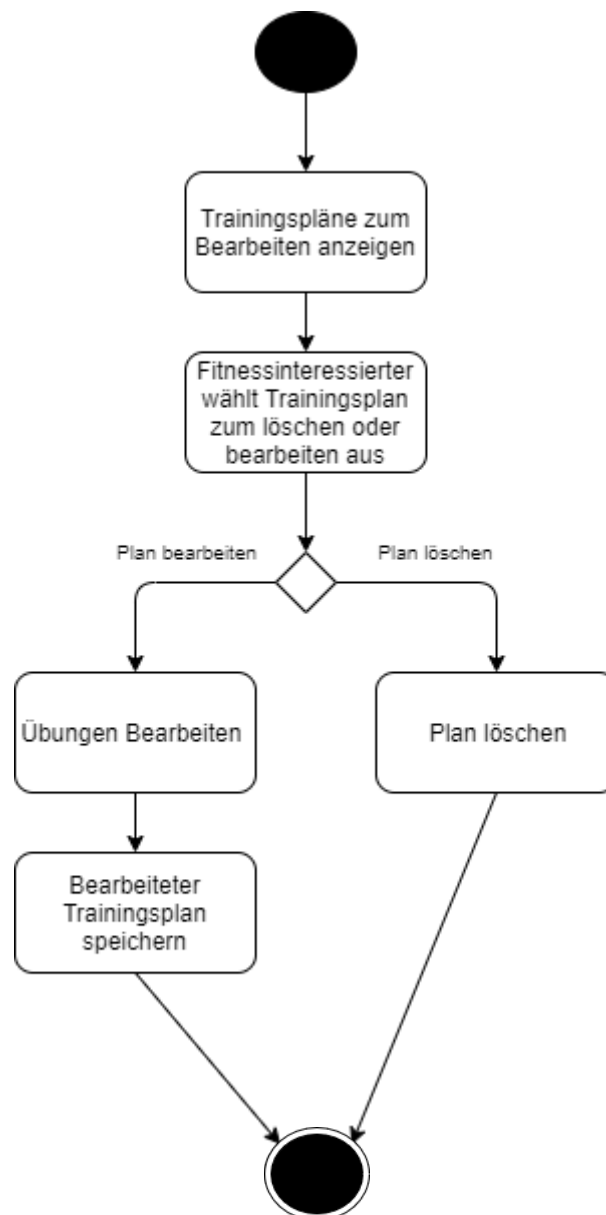 Trainingspläne zum
Bearbeiten anzeigen
Fitnessinteressierter
wählt Trainingsplan
zum löschen oder
bearbeiten aus
Plan bearbeiten
Plan löschen
Übungen Bearbeiten
Plan löschen
Bearbeiteter
Trainingsplan
speichern